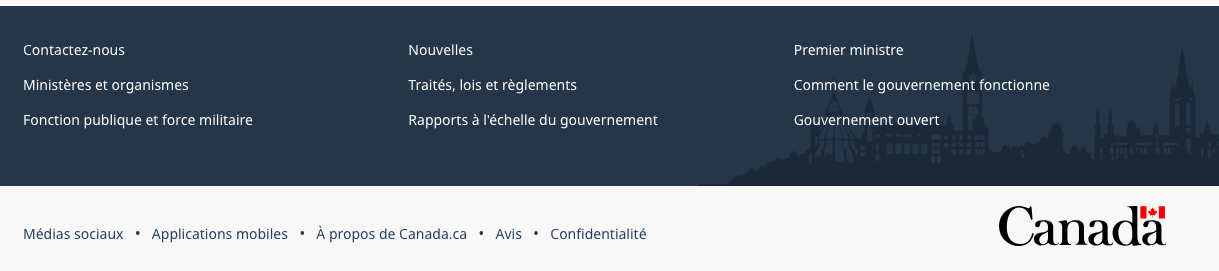 Contactez-nous
Nouvelles
Premier ministre
Ministères et organismes
Traités, lois et règlements
Comment le gouvernement fonctionne
Fonction publique et force militaire
Rapports à l'échelle du gouvernement
Gouvernement ouvert
Médias sociaux • Applications mobiles • À propos de Canada.ca • Avis • Confidentialité
Canada